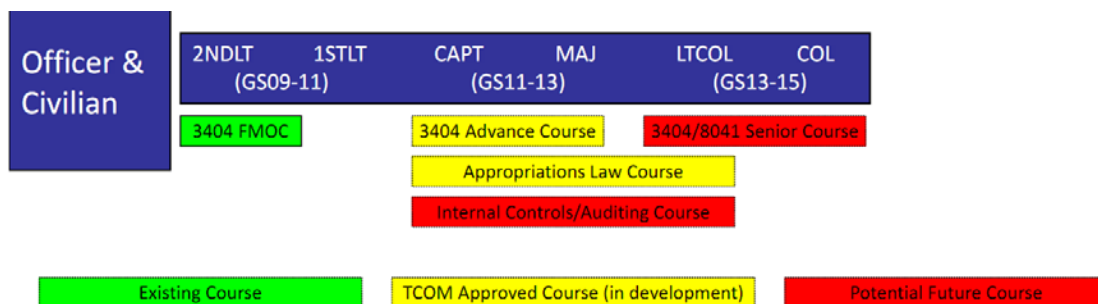 Officer &
Civilian
2NDLT 1STLT CAPT MAJ LTCOL COL
(GS09-11) (GS11-13) (GS13-15)
3404 FMOC 3404 Advance Course 3404/8041 Senior Course
Appropriations Law Course
Internal Controls/Auditing Course
Existing Course TCOM Approved Course (in development) Potential Future Course